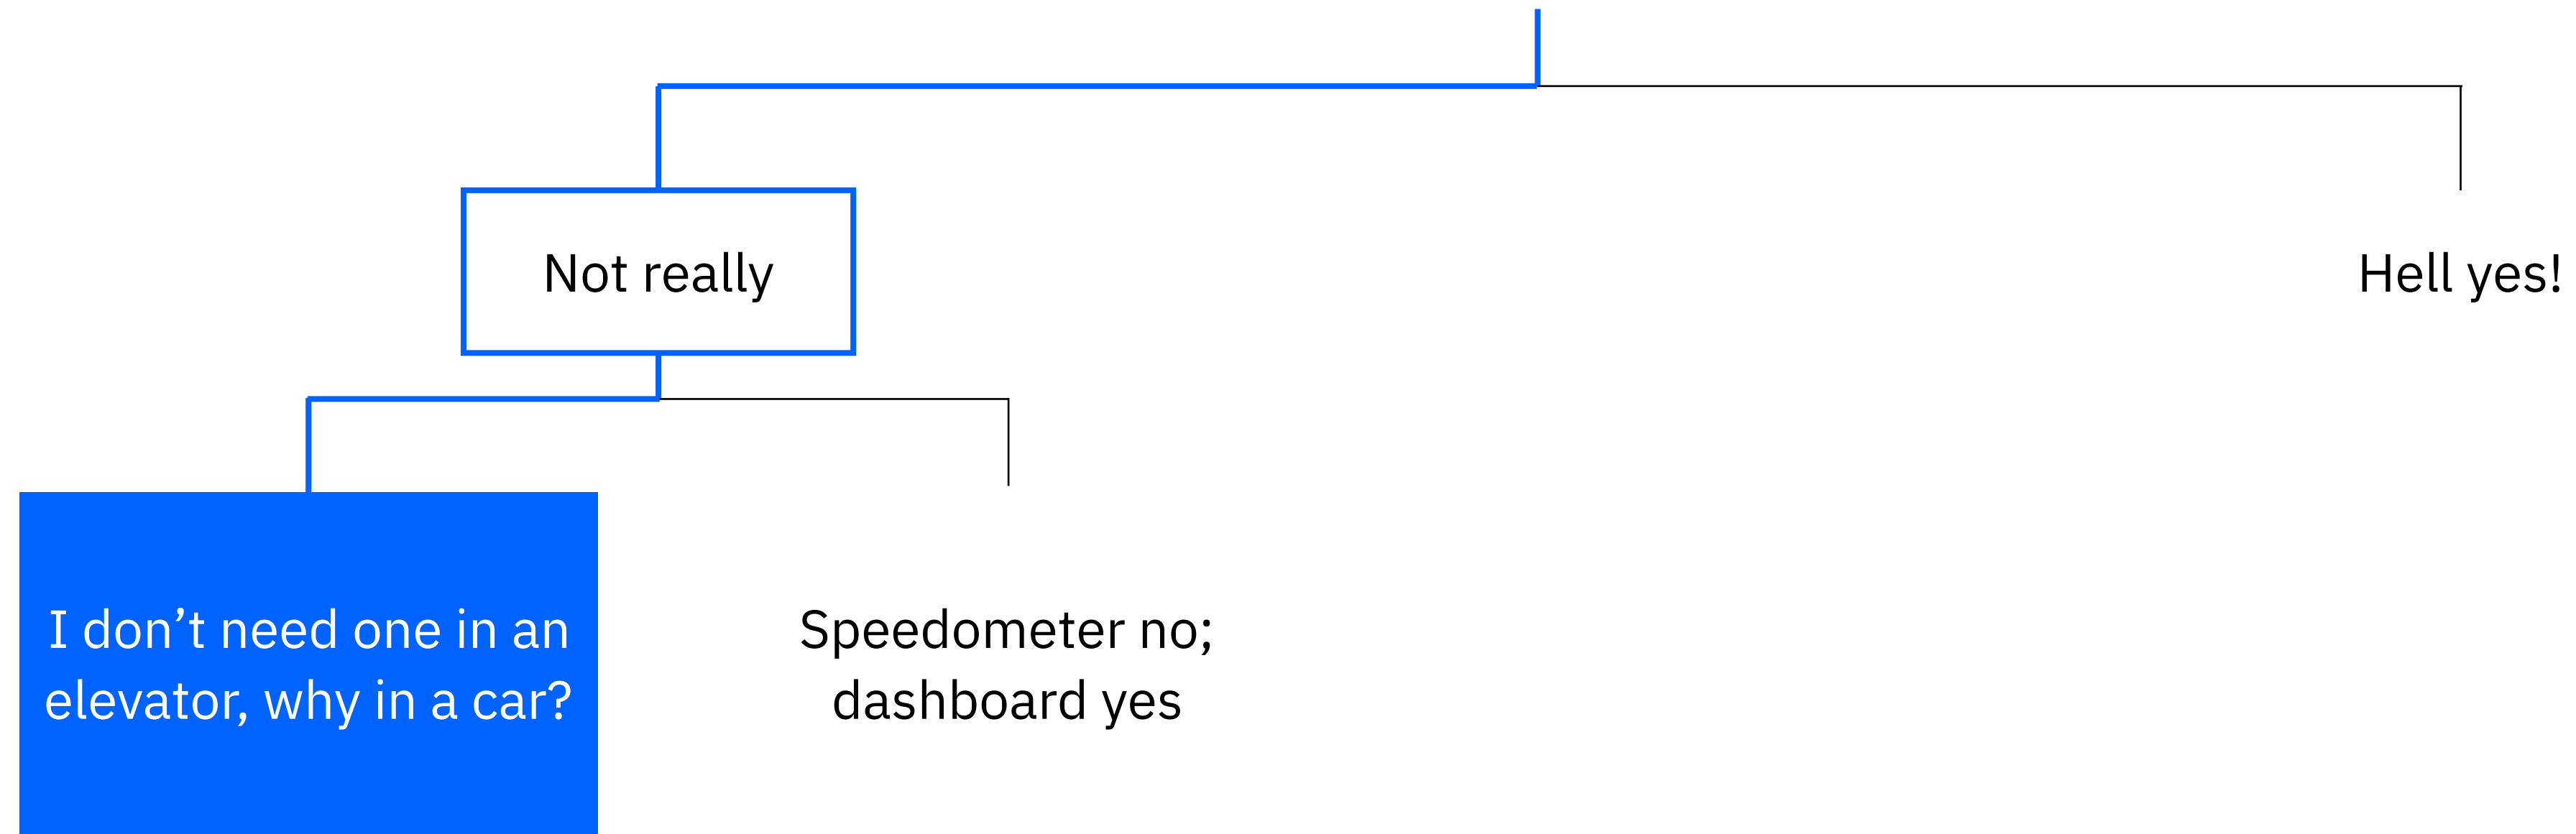 Not really
Hell yes!
I don’t need one in an
elevator, why in a car?
Speedometer no;
dashboard yes